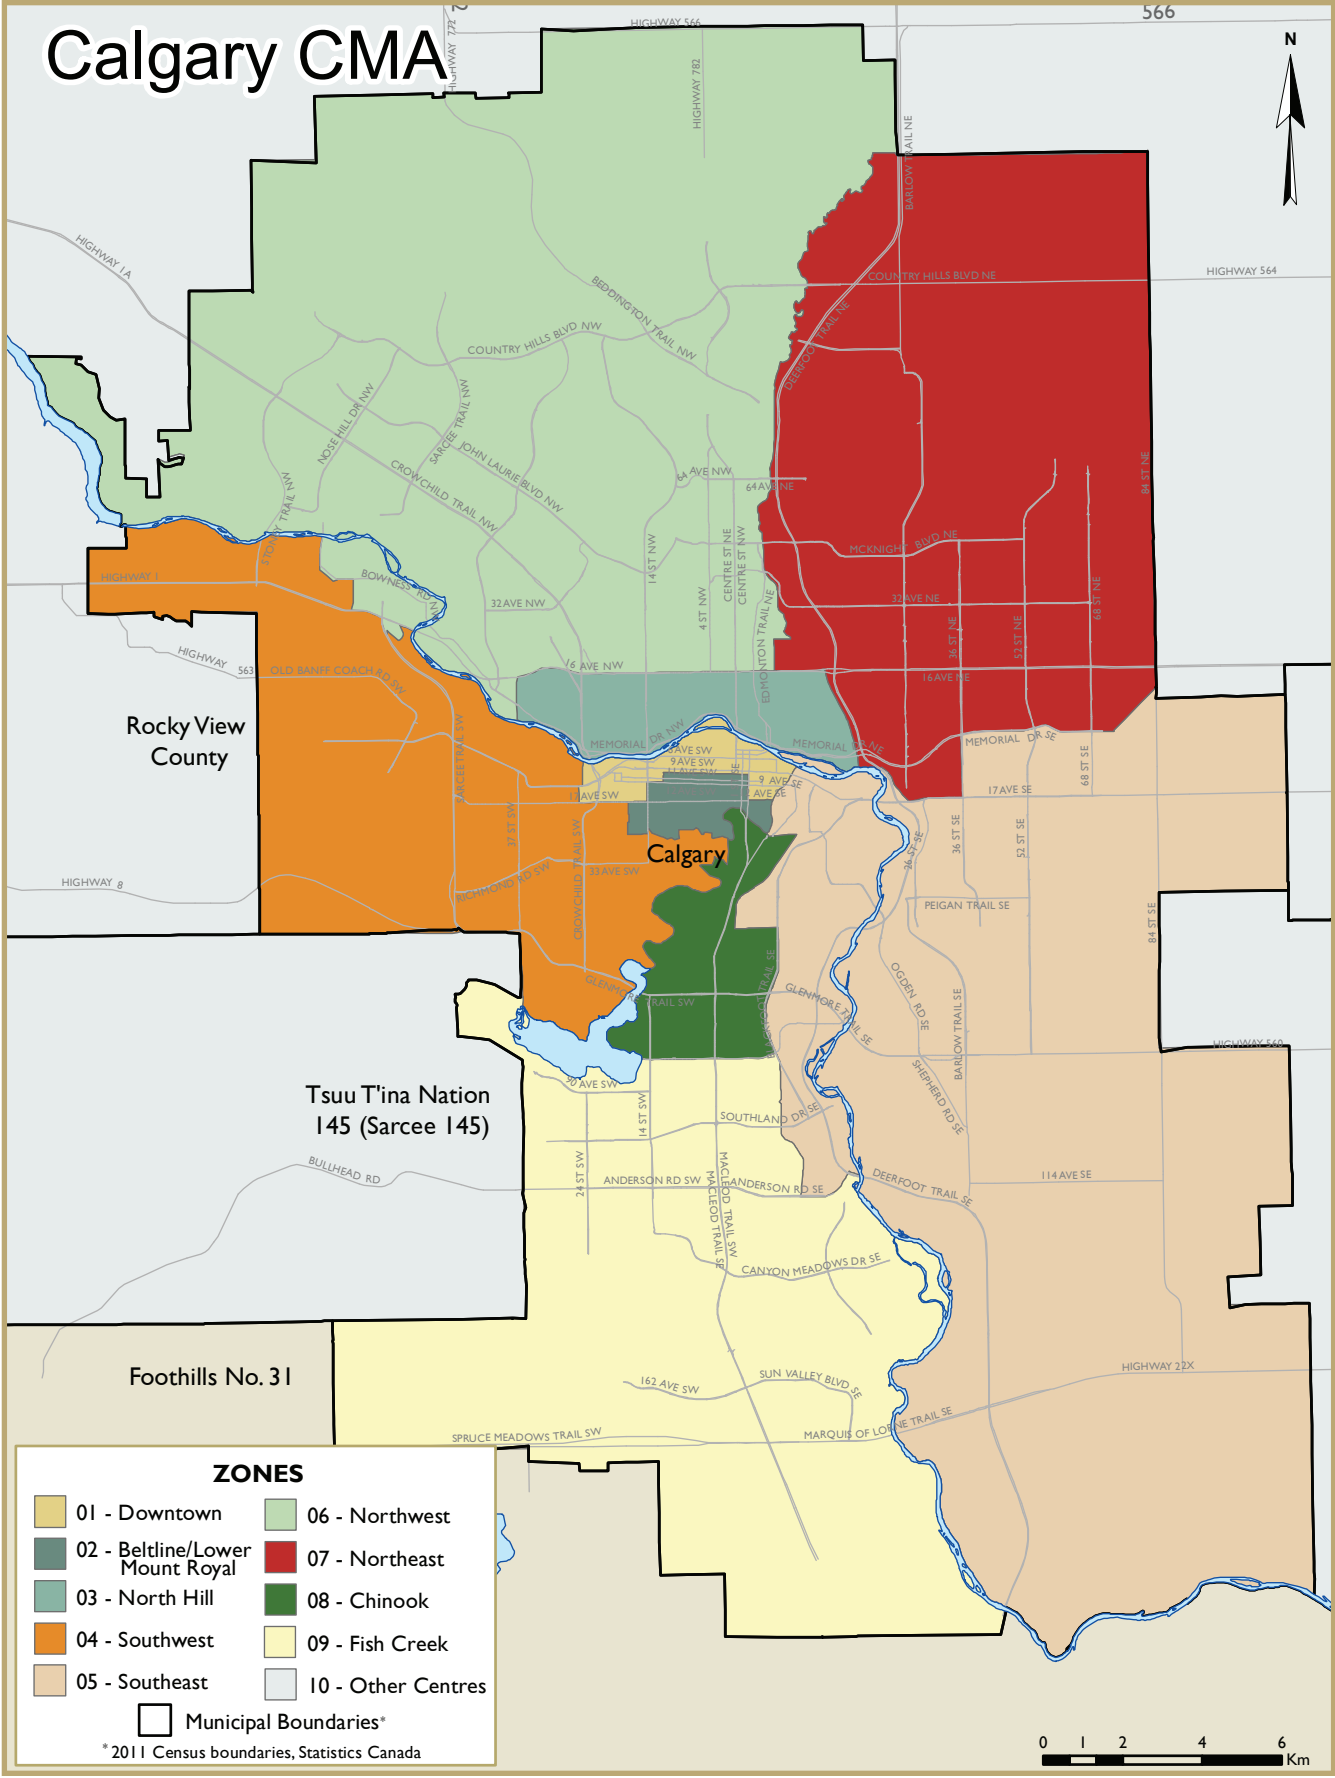 566
HIGHWAY 566
HIGHWAY 772
2
Calgary CMA
N
HIGHWAY 782
BARLOW TRAIL NE
HIGHWAY 1A
COUNTRY HILLS BLVD NE
HIGHWAY 564
BEDDINGTON TRAIL NW
COUNTRY HILLS BLVD NW
DEERFOOT TRAIL NE
NOSE HILL DR NW
SARCEE TRAIL NW
JOHN LAURIE BLVD NW
CROWCHILD TRAIL NW
64 AVE NW
64 AVE NE
84 ST NE
STONEY TRAIL NW
14 ST NW
CENTRE ST NE
CENTRE ST NW
MCKNIGHT BLVD NE
HIGHWAY 1
BOWNESS RD NW
32 AVE NW
4 ST NW
EDMONTON TRAIL NE
32 AVE NE
36 ST NE
52 ST NE
68 ST NE
HIGHWAY 563
OLD BANFF COACH RD SW
16 AVE NW
16 AVE NE
Rocky View
County
SARCEE TRAIL SW
MEMORIAL DR NW
MEMORIAL DR NE
MEMORIAL DR SE
9 AVE SW
11 AVE SW
9 AVE SE
17 AVE SW
17 AVE SE
68 ST SE
37 ST SW
CROWCHILD TRAIL SW
Calgary
26 ST SE
36 ST SE
52 ST SE
HIGHWAY 8
RICHMOND RD SW
33 AVE SW
PEIGAN TRAIL SE
84 ST SE
GLENMORE TRAIL SW
BLACKFOOT TRAIL SE
GLENMORE TRAIL SE
OGDEN RD SE
BARLOW TRAIL SE
HIGHWAY 560
Tsuu T'ina Nation
145 (Sarcee 145)
90 AVE SW
14 ST SW
SOUTHLAND DR SE
SHEPHERD RD SE
BULLHEAD RD
24 ST SW
ANDERSON RD SW
ANDERSON RD SE
MACLEOD TRAIL SW
MACLEOD TRAIL SE
DEERFOOT TRAIL SE
114 AVE SE
CANYON MEADOWS DR SE
Foothills No. 31
162 AVE SW
SUN VALLEY BLVD SE
HIGHWAY 22X
SPRUCE MEADOWS TRAIL SW
MARQUIS OF LORNE TRAIL SE
ZONES
01 - Downtown
02 - Beltline/Lower
Mount Royal
03 - North Hill
04 - Southwest
05 - Southeast
06 - Northwest
07 - Northeast
08 - Chinook
09 - Fish Creek
10 - Other Centres
Municipal Boundaries*
* 2011 Census boundaries, Statistics Canada
0 1 2 4 6
Km